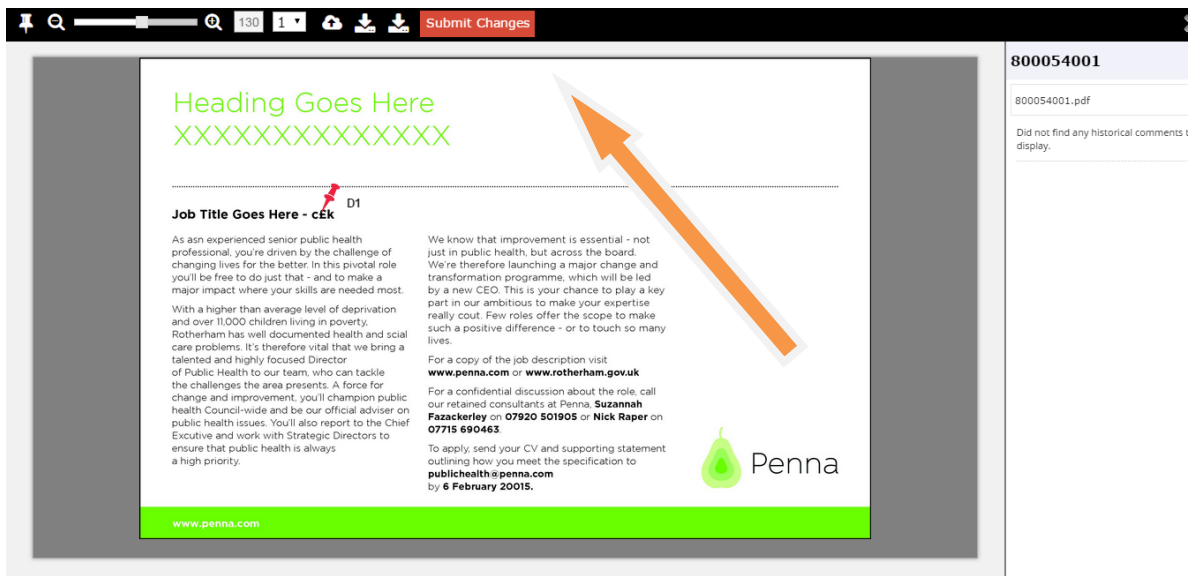 130 1 Submit Changes
Heading Goes Here
XXXXXXXXXXXXXX
D1
Job Title Goes Here - c£k
As asn experienced senior public health
professional, you're driven by the challenge of
changing lives for the better. In this pivotal role
you'll be free to do just that - and to make a
major impact where your skills are needed most.
With a higher than average level of deprivation
and over 11,000 children living in poverty,
Rotherham has well documented health and scial
care problems. It's therefore vital that we bring a
talented and highly focused Director
of Public Health to our team, who can tackle
the challenges the area presents. A force for
change and improvement, you'll champion public
health Council-wide and be our official adviser on
public health issues. You'll also report to the Chief
Excutive and work with Strategic Directors to
ensure that public health is always
a high priority.
We know that improvement is essential - not
just in public health, but across the board.
We're therefore launching a major change and
transformation programme, which will be led
by a new CEO. This is your chance to play a key
part in our ambitious to make your expertise
really cout. Few roles offer the scope to make
such a positive difference - or to touch so many
lives.
For a copy of the job description visit
www.penna.com or www.rotherham.gov.uk
For a confidential discussion about the role, call
our retained consultants at Penna, Suzannah
Fazackerley on 07920 501905 or Nick Raper on
07715 690463.
To apply, send your CV and supporting statement
outlining how you meet the specification to
publichealth@penna.com
by 6 February 20015.
Penna
www.penna.com
800054001
800054001.pdf
Did not find any historical comments t
display.